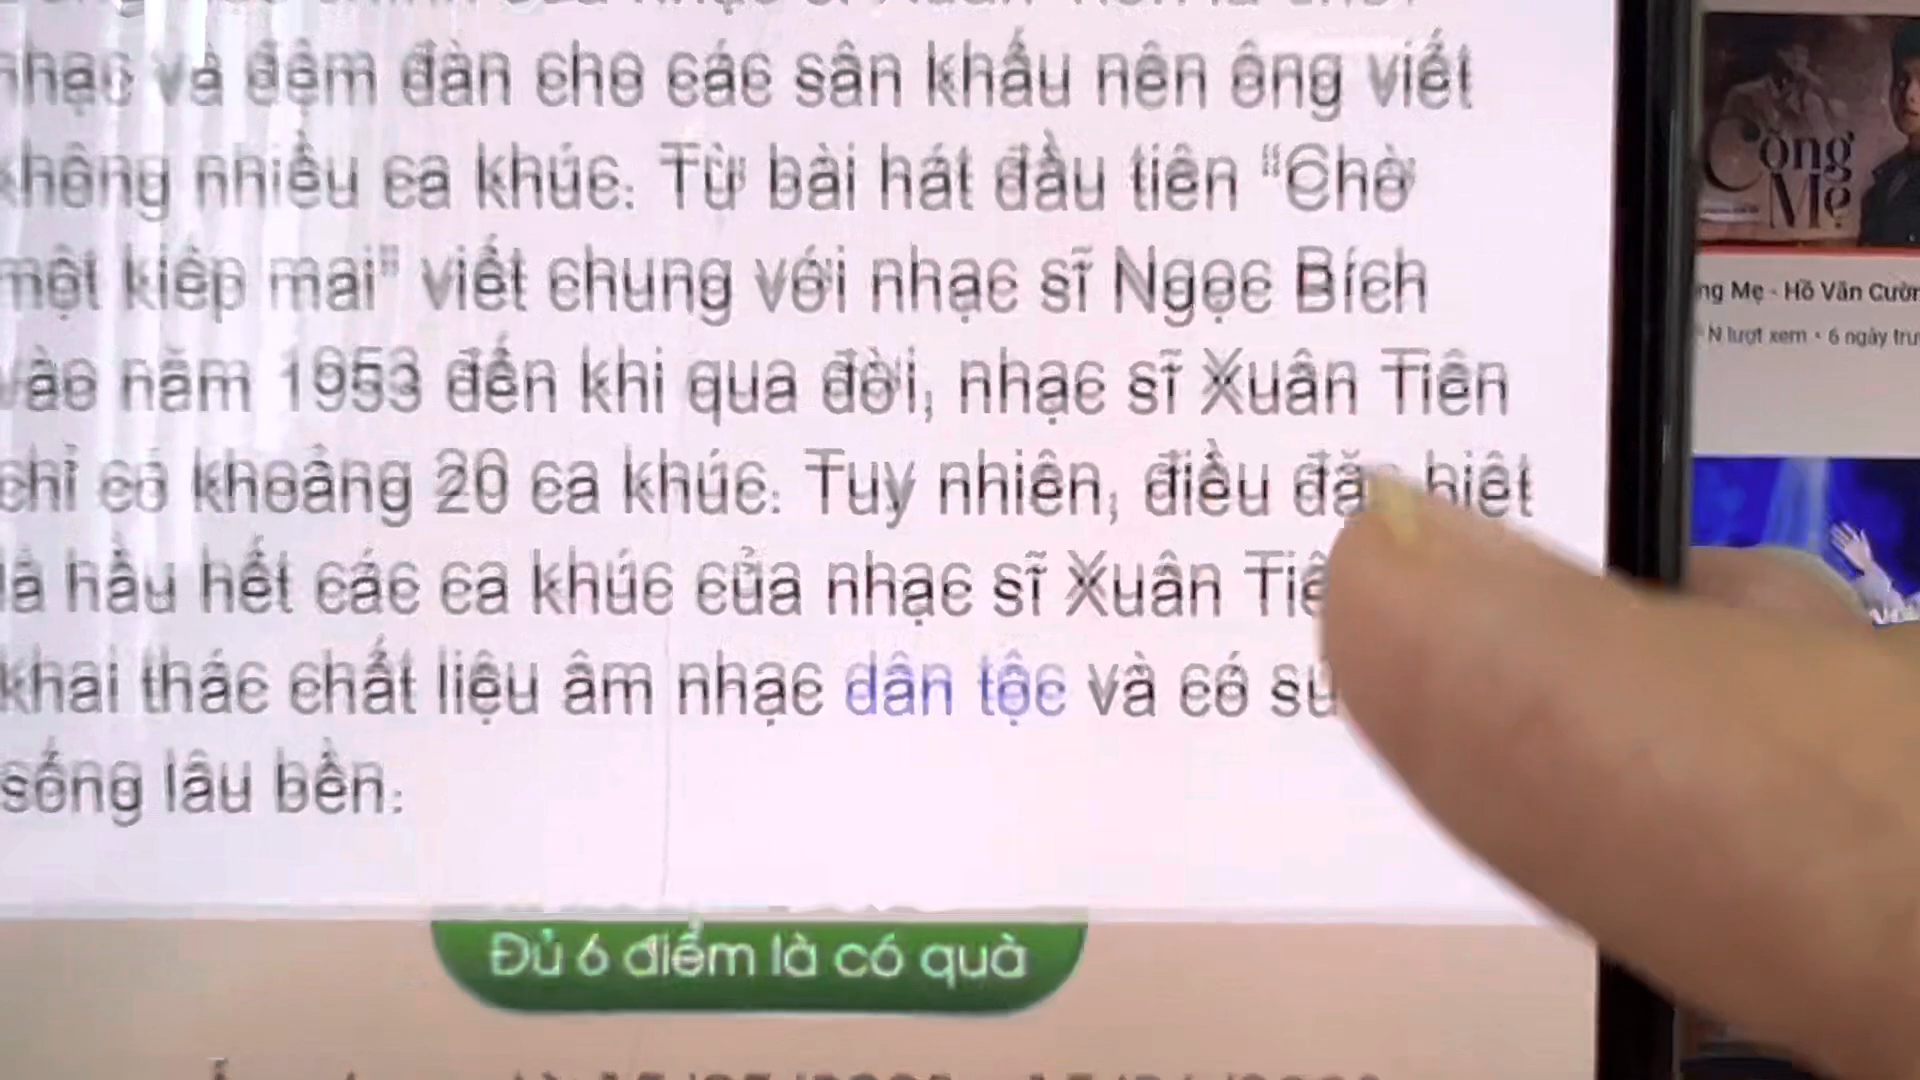 nhạc và đệm đàn cho các sân khấu nên ông viết
không nhiều ca khúc. Từ bài hát đầu tiên “Chờ
một kiếp mai" viết chung với nhạc sĩ Ngọc Bích
vào năm 1953 đến khi qua đời, nhạc sĩ Xuân Tiên
chỉ có khoảng 20 ca khúc. Tuy nhiên, điều đặc biệt
là hầu hết các ca khúc của nhạc sĩ Xuân
khai thác chất liệu âm nhạc dân tộc và có
sống lâu bền.
Đủ 6 điểm là có quà
Cõng
Mẹ
Mẹ - Hồ Văn
N lượt xem • 6 ngày